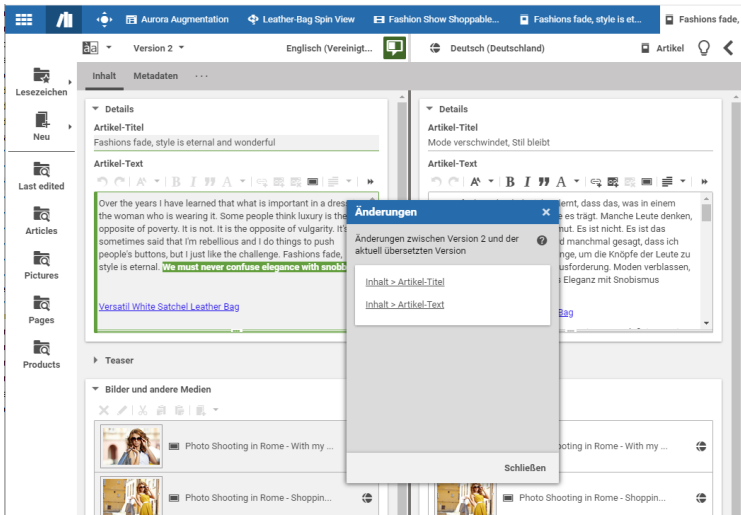 Aurora Augmentation
Leather-Bag Spin View
Fashion Show Shoppable...
Fashions fade, style is et...
Fashions fade,
Version 2
Englisch (Vereinigt...
Deutsch (Deutschland)
Artikel
Lesezeichen
Neu
Last edited
Articles
Pictures
Pages
Products
Inhalt
Metadaten
...
Details
Artikel-Titel
Fashions fade, style is eternal and wonderful
Artikel-Text
Over the years I have learned that what is important in a dress
the woman who is wearing it. Some people think luxury is the
opposite of poverty. It is not. It is the opposite of vulgarity. It's
sometimes said that I'm rebellious and I do things to push
people's buttons, but I just like the challenge. Fashions fade,
style is eternal. We must never confuse elegance with snobb
Versatil White Satchel Leather Bag
Teaser
Bilder und andere Medien
Photo Shooting in Rome - With my ...
Photo Shooting in Rome - Shoppin...
Details
Artikel-Titel
Mode verschwindet, Stil bleibt
Artikel-Text
lernt, dass das, was in einem
e es trägt. Manche Leute denken,
mut. Es ist nicht. Es ist das
d manchmal gesagt, dass ich
nge, um die Knöpfe der Leute zu
usforderung. Moden verblassen,
s Eleganz mit Snobismus
Bag
ooting in Rome - With my ...
Photo Shooting in Rome - Shoppin...
Änderungen
Änderungen zwischen Version 2 und der
aktuell übersetzten Version
Inhalt > Artikel-Titel
Inhalt > Artikel-Text
Schließen